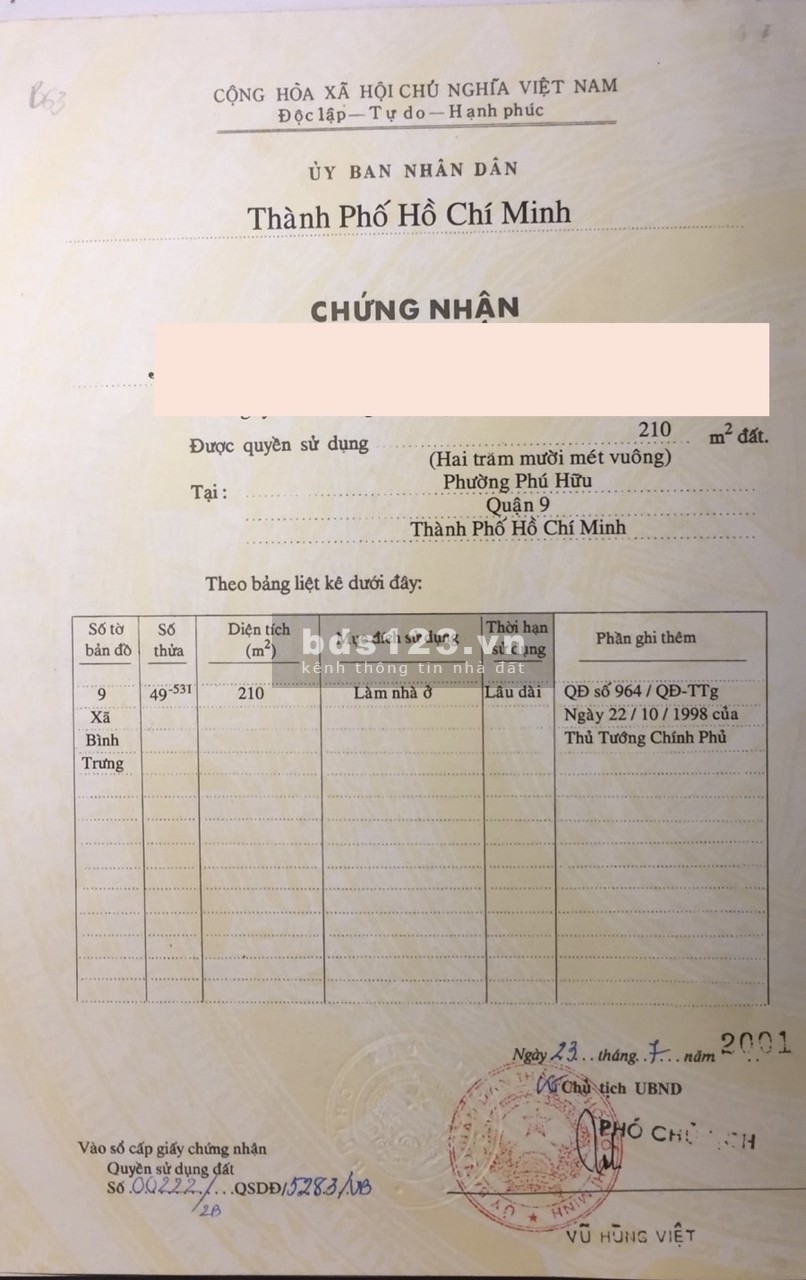 B63
CỘNG HÒA XÃ HỘI CHỦ NGHĨA VIỆT NAM
Độc lập — Tự do — Hạnh phúc
ỦY BAN NHÂN DÂN
Thành Phố Hồ Chí Minh
CHỨNG NHẬN
Được quyền sử dụng 210 m² đất.
(Hai trăm mười mét vuông)
Tại: Phường Phú Hữu
Quận 9
Thành Phố Hồ Chí Minh
Theo bảng liệt kê dưới đây:
Số tờ bản đồ Số thửa Diện tích (m²) Mục đích sử dụng Thời hạn sử dụng Phần ghi thêm
bds123.vn
kênh thông tin nhà đất
9 49-531 210 Làm nhà ở Lâu dài QĐ số 964 / QĐ-TTg
Xã Ngày 22 / 10 / 1998 của
Bình Thủ Tướng Chính Phủ
Trưng
Ngày 23 tháng 7 năm 2001
Chủ tịch UBND
PHÓ CHỦ TỊCH
Vào sổ cấp giấy chứng nhận
Quyền sử dụng đất
Số 00222/2B QSDĐ/5283/UB
VŨ HÙNG VIỆT